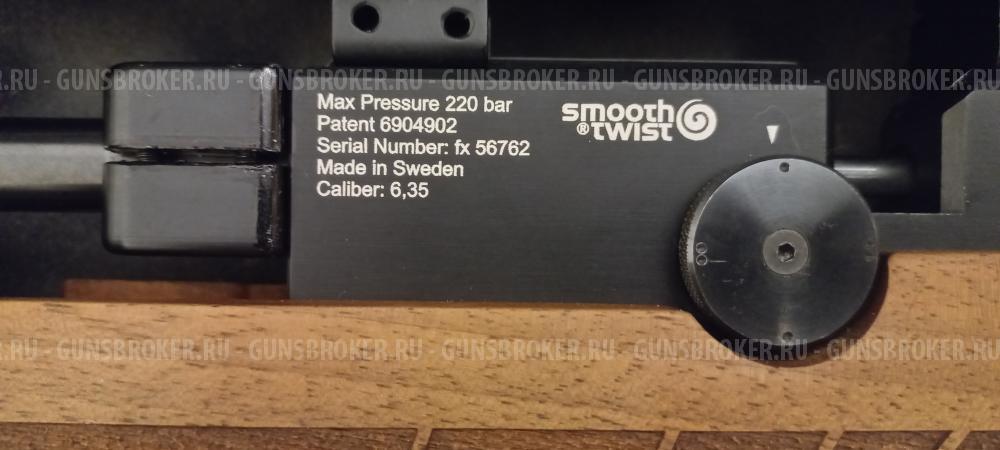 .RU - GUNSBROKER.RU - GUNSBROKER.RU - GUNSBROKER.RU - GUNSBROKER.RU - GUNSBROKER.RU -
Max Pressure 220 bar
Patent 6904902
Serial Number: fx 56762
Made in Sweden
Caliber: 6,35
smooth
® twist
.RU - GUNSBROKER.RU - GUNSBROKER.RU - GUNSBROKER.RU - GUNSBROKER.RU - GUNSBROKER.RU -